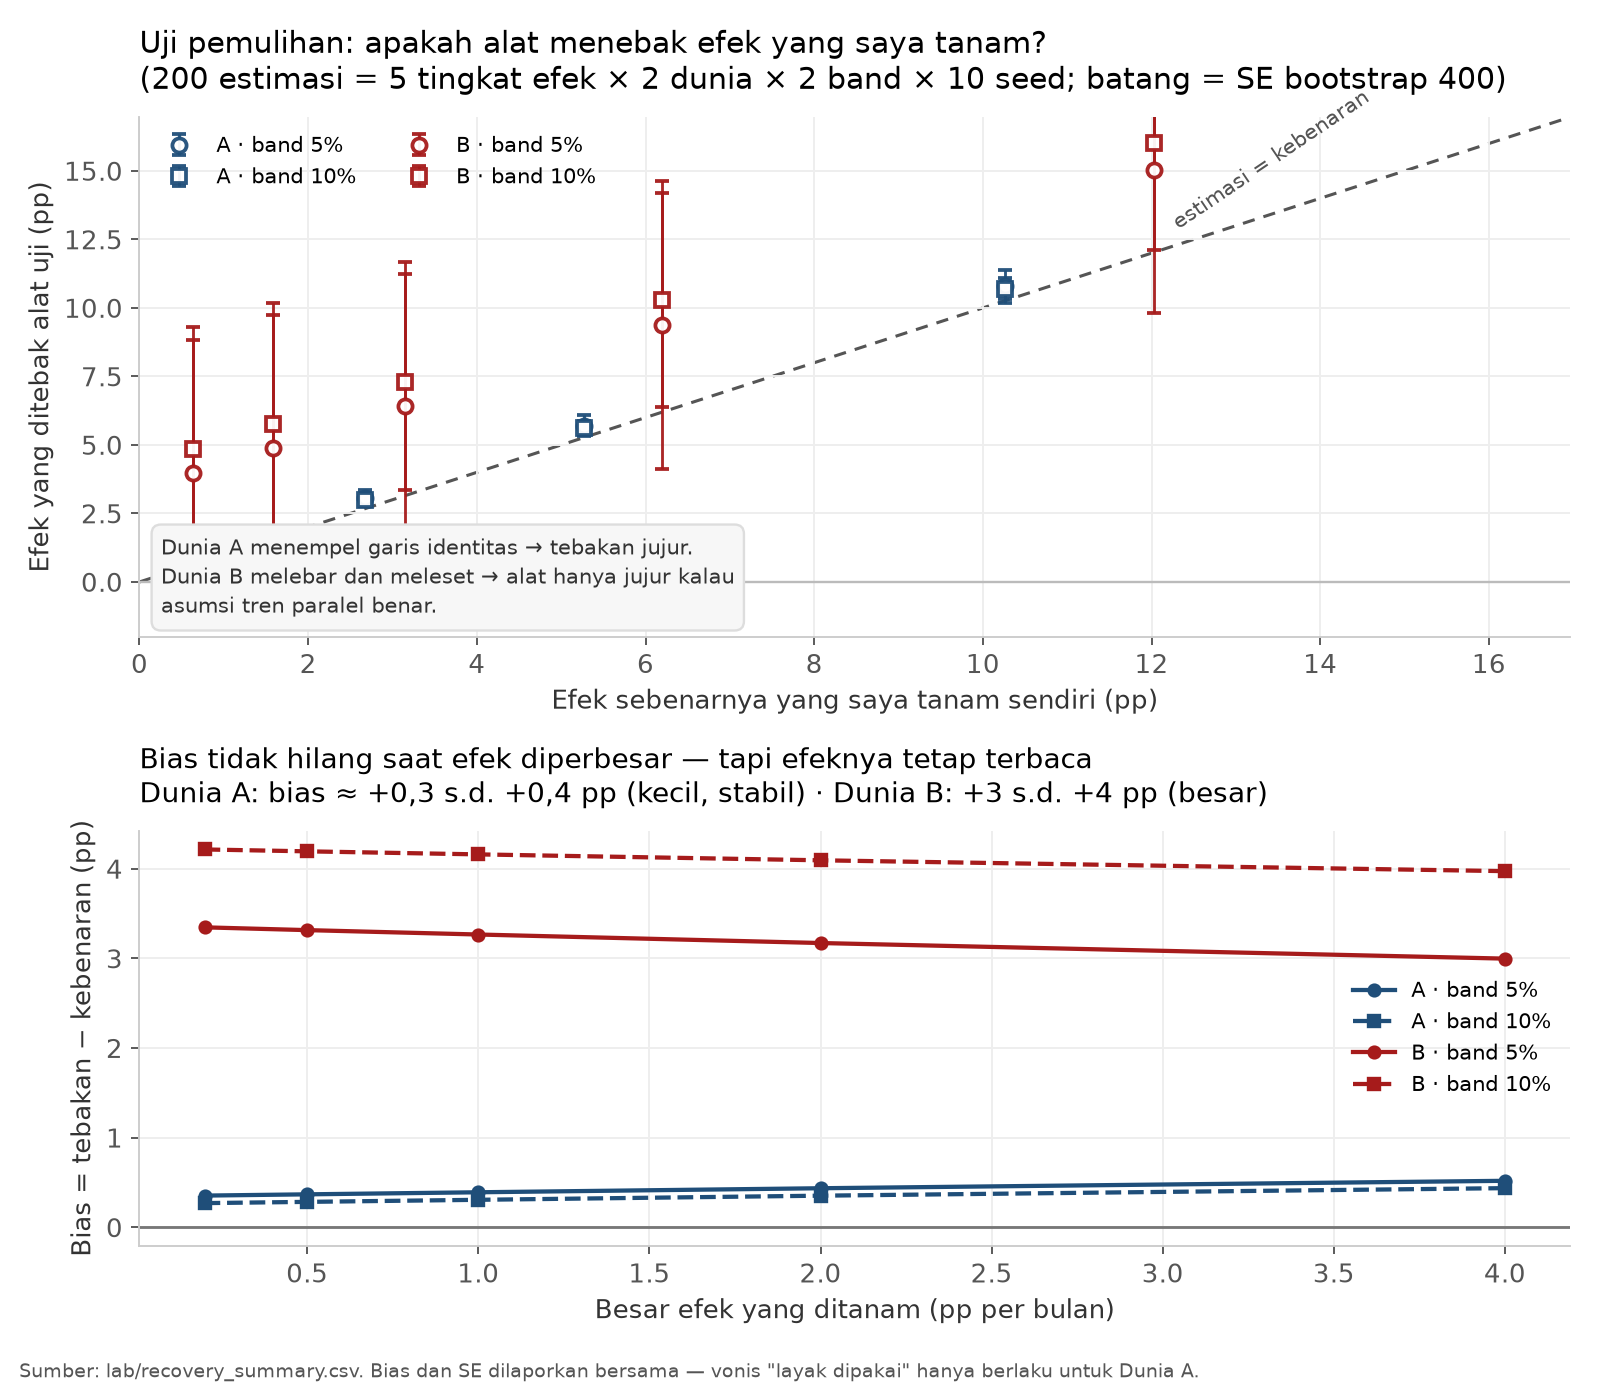 Uji pemulihan: apakah alat menebak efek yang saya tanam?
(200 estimasi = 5 tingkat efek × 2 dunia × 2 band × 10 seed; batang = SE bootstrap 400)
A · band 5%
A · band 10%
B · band 5%
B · band 10%
estimasi = kebenaran
Efek yang ditebak alat uji (pp)
15.0
12.5
10.0
7.5
5.0
2.5
0.0
Dunia A menempel garis identitas → tebakan jujur.
Dunia B melebar dan meleset → alat hanya jujur kalau
asumsi tren paralel benar.
0 2 4 6 8 10 12 14 16
Efek sebenarnya yang saya tanam sendiri (pp)
Bias tidak hilang saat efek diperbesar — tapi efeknya tetap terbaca
Dunia A: bias ≈ +0,3 s.d. +0,4 pp (kecil, stabil) · Dunia B: +3 s.d. +4 pp (besar)
Bias = tebakan − kebenaran (pp)
4
3
2
1
0
A · band 5%
A · band 10%
B · band 5%
B · band 10%
0.5 1.0 1.5 2.0 2.5 3.0 3.5 4.0
Besar efek yang ditanam (pp per bulan)
Sumber: lab/recovery_summary.csv. Bias dan SE dilaporkan bersama — vonis "layak dipakai" hanya berlaku untuk Dunia A.